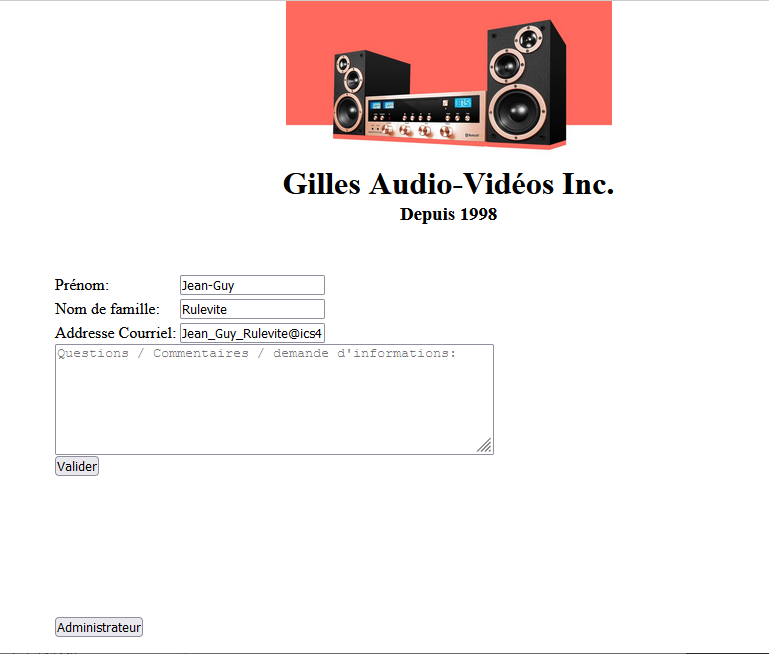 Gilles Audio-Vidéos Inc.
Depuis 1998
Prénom: Jean-Guy
Nom de famille: Rulevite
Addresse Courriel: Jean_Guy_Rulevite@ics4
Questions / Commentaires / demande d'informations:
Valider
Administrateur